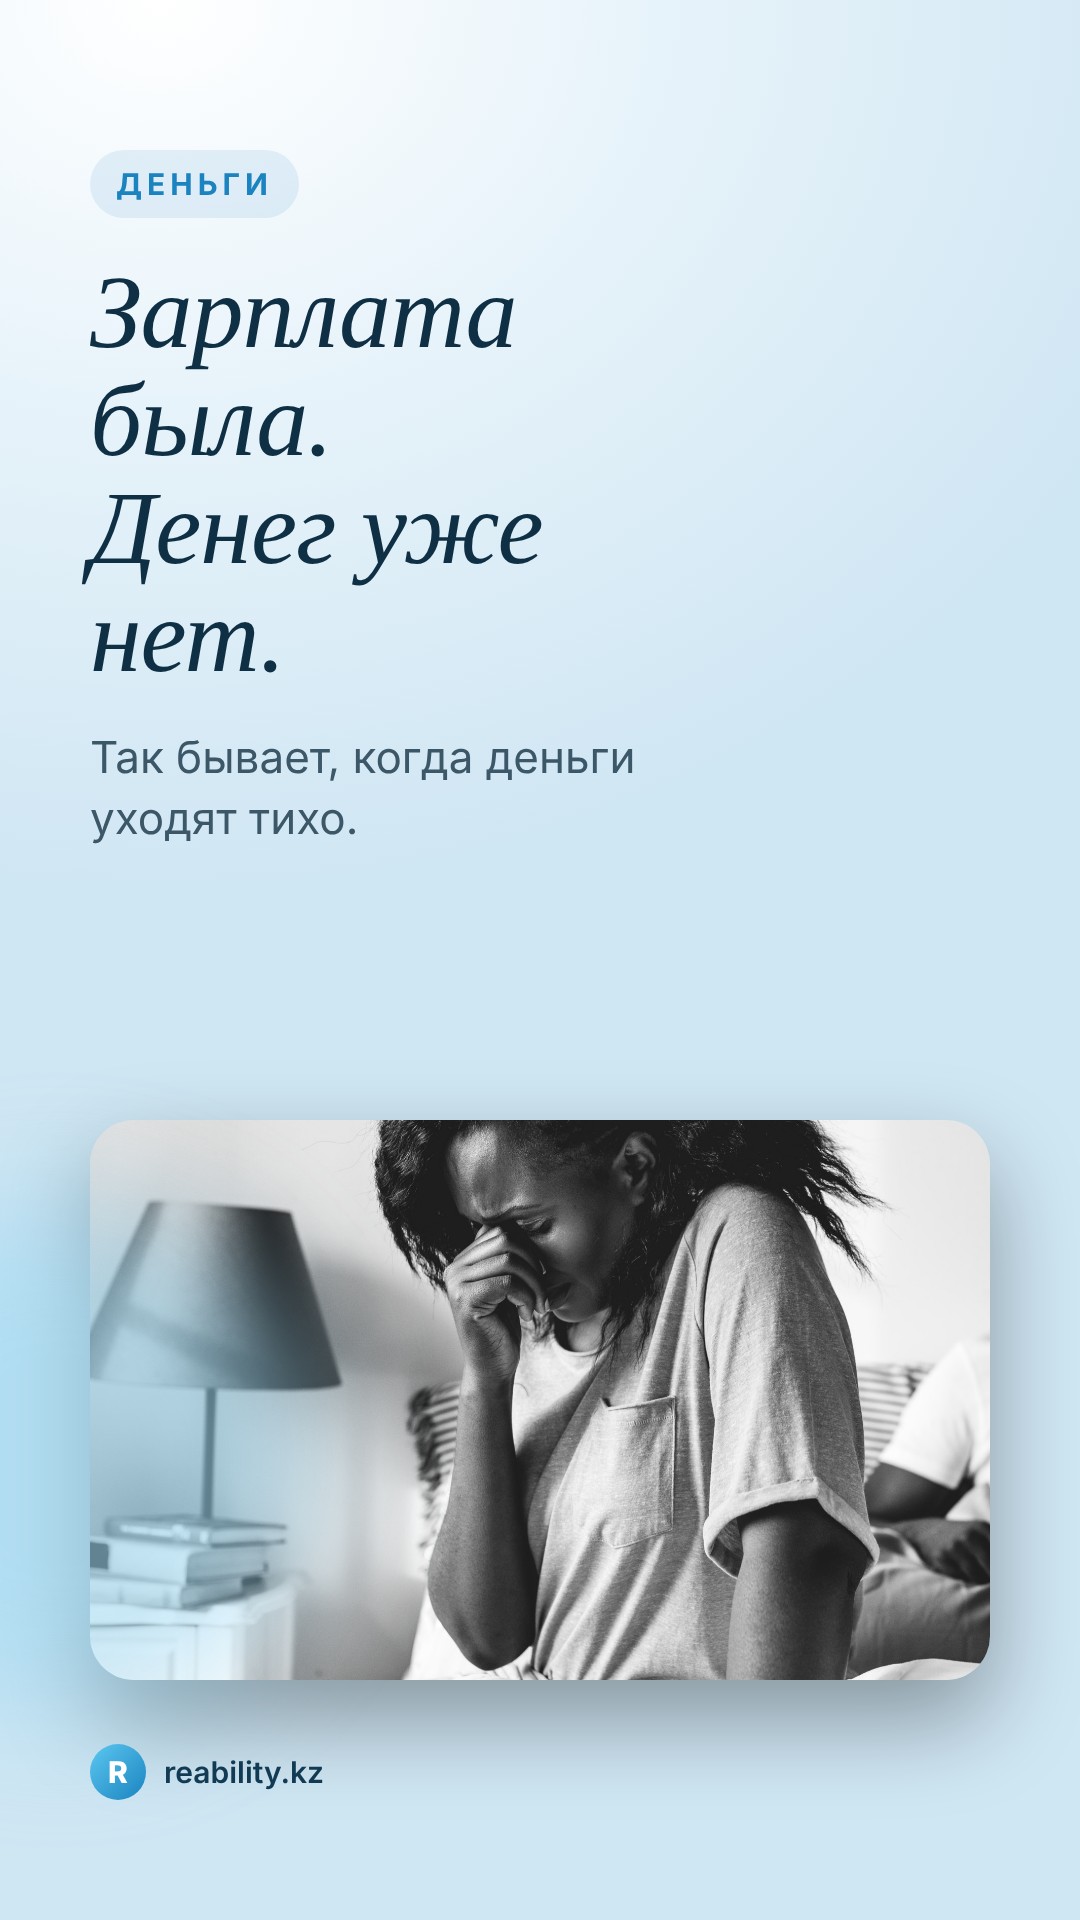 ДЕНЬГИ
Зарплата
была.
Денег уже
нет.
Так бывает, когда деньги
уходят тихо.
R reability.kz